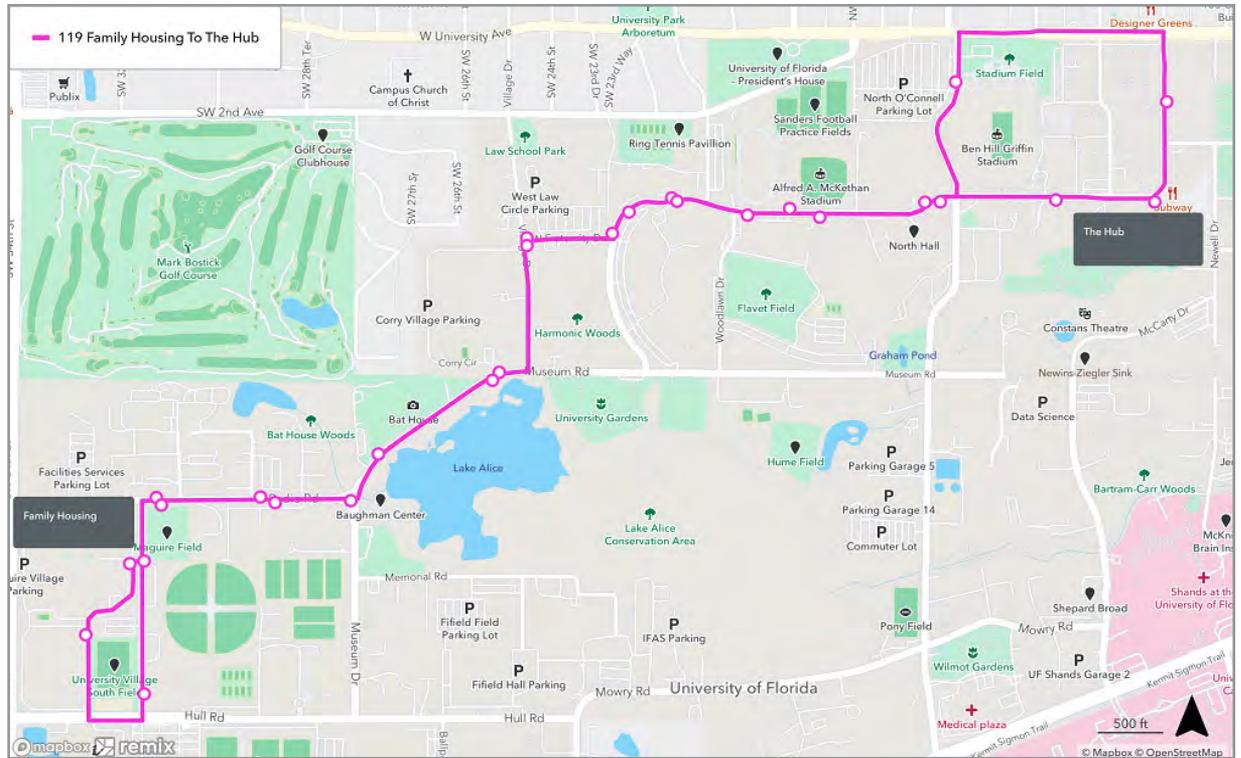 119 Family Housing To The Hub
University Park
Arboretum
Designer Greens
W University Ave
SW 28th Ter
SW 26th St
Village Dr
SW 24th St
SW 23rd Dr
SW 23rd Way
Publix
Campus Church
of Christ
University of Florida
- President's House
North O'Connell
Parking Lot
Stadium Field
SW 2nd Ave
Sanders Football
Practice Fields
Golf Course
Clubhouse
Law School Park
Ring Tennis Pavillion
Ben Hill Griffin
Stadium
SW 27th St
SW 26th St
West Law
Circle Parking
Alfred A. McKethan
Stadium
Subway
The Hub
North Hall
Newell Dr
Mark Bostick
Golf Course
Woodlawn Dr
Flavet Field
Corry Village Parking
Harmonic Woods
Constans Theatre
McCarty Dr
Graham Pond
Corry Cir
Museum Rd
Museum Rd
Newins-Ziegler Sink
Bat House
University Gardens
Data Science
Bat House Woods
Facilities Services
Parking Lot
Lake Alice
Hume Field
Parking Garage 5
Bartram-Carr Woods
Family Housing
Baughman Center
Parking Garage 14
Lake Alice
Conservation Area
Commuter Lot
Maguire Field
Parking
Memorial Rd
Shands at the
Shepard Broad
Fifield Field
Parking Lot
IFAS Parking
Pony Field
Mowry Rd
Museum Dr
University Village
South Field
Fifield Hall Parking
Wilmot Gardens
UF Shands Garage 2
Kermit Sigmon Trail
Mowry Rd
University of Florida
Hull Rd
Hull Rd
Medical plaza
500 ft
Kermit Sigmon Trail
mapbox remix
© Mapbox © OpenStreetMap